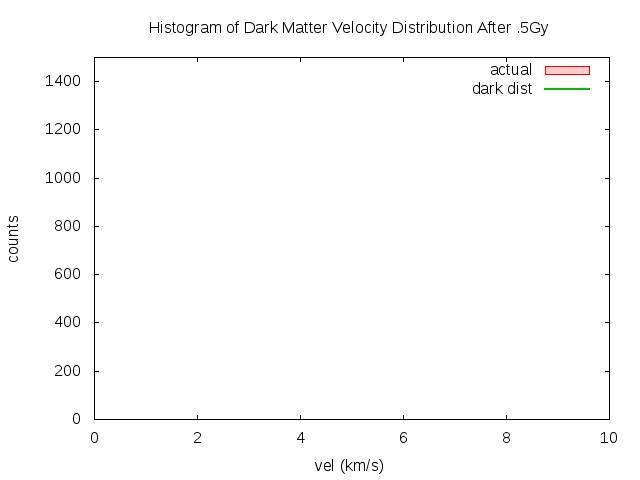 Histogram of Dark Matter Velocity Distribution After .5Gy
actual
dark dist
1400
1200
1000
800
600
400
200
0
counts
0 2 4 6 8 10
vel (km/s)